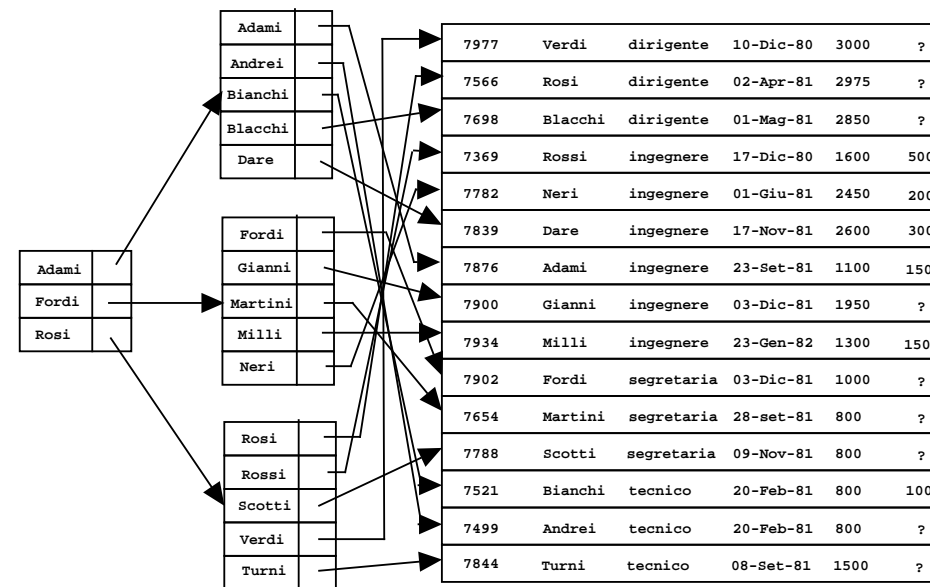 Adami
Fordi
Rosi
Adami
Andrei
Bianchi
Blacchi
Dare
Fordi
Gianni
Martini
Milli
Neri
Rosi
Rossi
Scotti
Verdi
Turni
7977 Verdi dirigente 10-Dic-80 3000 ?
7566 Rosi dirigente 02-Apr-81 2975 ?
7698 Blacchi dirigente 01-Mag-81 2850 ?
7369 Rossi ingegnere 17-Dic-80 1600 500
7782 Neri ingegnere 01-Giu-81 2450 200
7839 Dare ingegnere 17-Nov-81 2600 300
7876 Adami ingegnere 23-Set-81 1100 150
7900 Gianni ingegnere 03-Dic-81 1950 ?
7934 Milli ingegnere 23-Gen-82 1300 150
7902 Fordi segretaria 03-Dic-81 1000 ?
7654 Martini segretaria 28-set-81 800 ?
7788 Scotti segretaria 09-Nov-81 800 ?
7521 Bianchi tecnico 20-Feb-81 800 100
7499 Andrei tecnico 20-Feb-81 800 ?
7844 Turni tecnico 08-Set-81 1500 ?